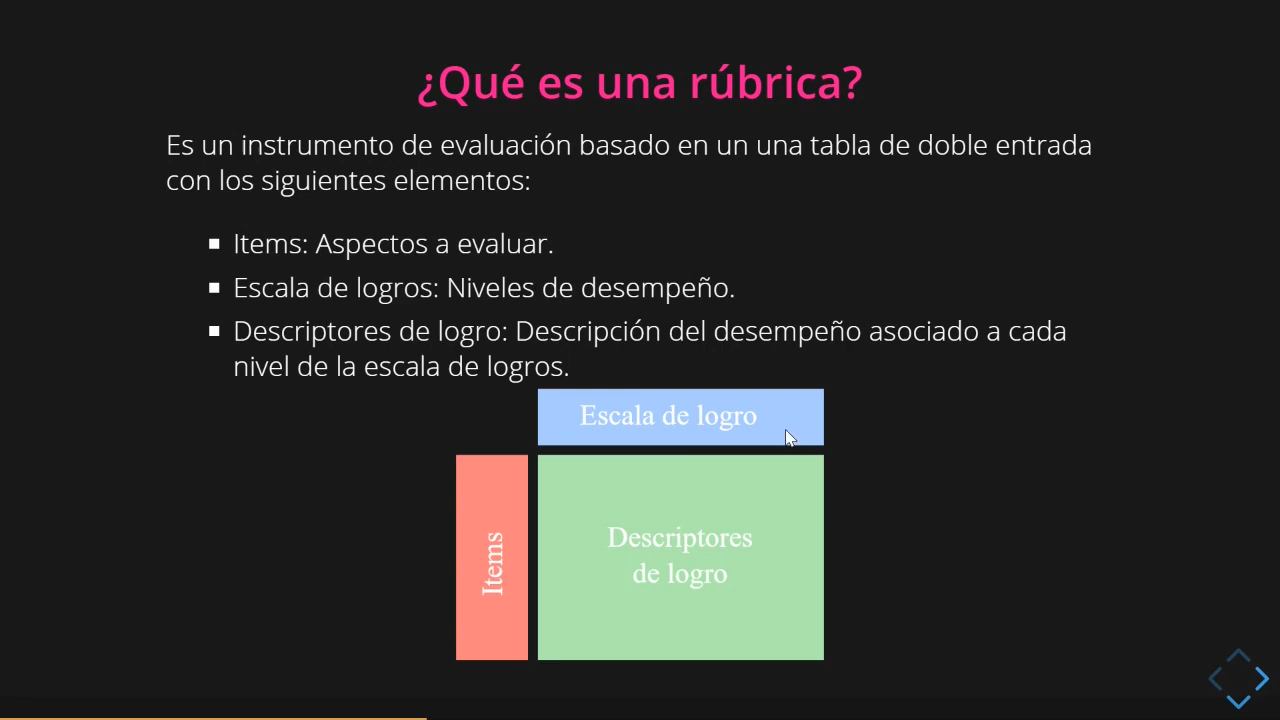 ¿Qué es una rúbrica?
Es un instrumento de evaluación basado en un una tabla de doble entrada
con los siguientes elementos:
Items: Aspectos a evaluar.
Escala de logros: Niveles de desempeño.
Descriptores de logro: Descripción del desempeño asociado a cada
nivel de la escala de logros.
Escala de logro
Items
Descriptores
de logro